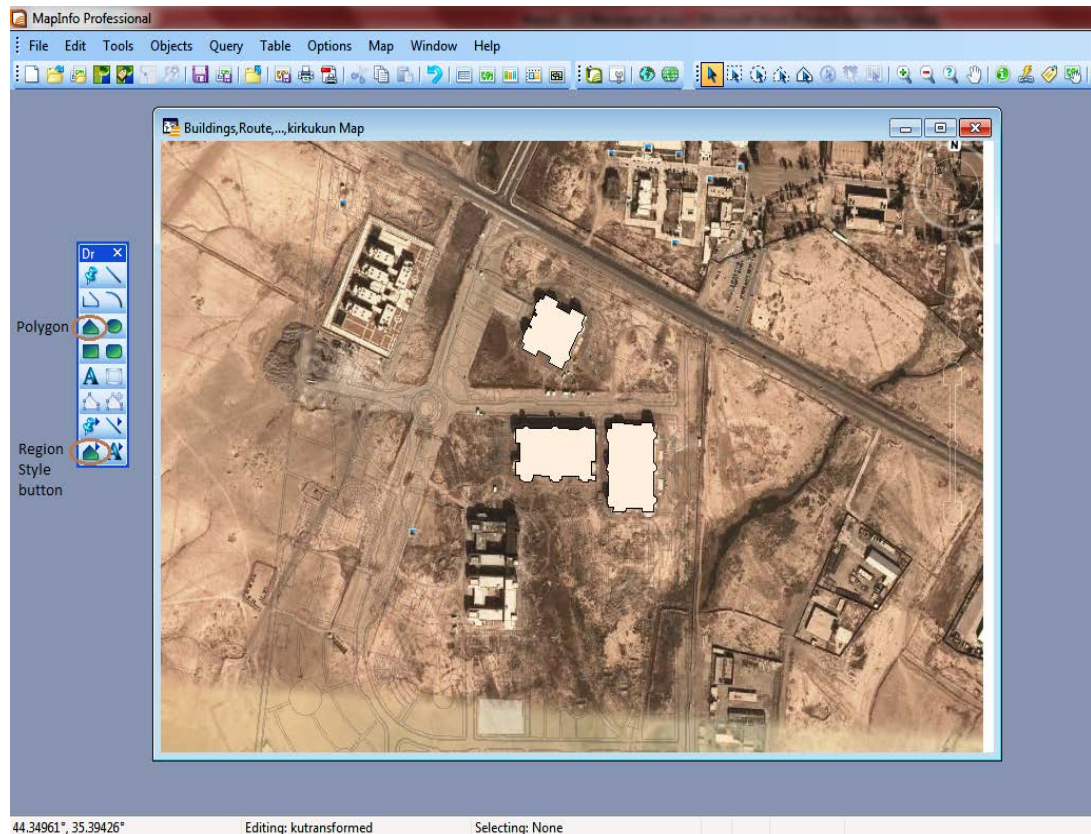 MapInfo Professional
File Edit Tools Objects Query Table Options Map Window Help
Buildings,Route,...,kirkukun Map
N
Dr
Polygon
Region
Style
button
44.34961°, 35.39426° Editing: kutransformed Selecting: None